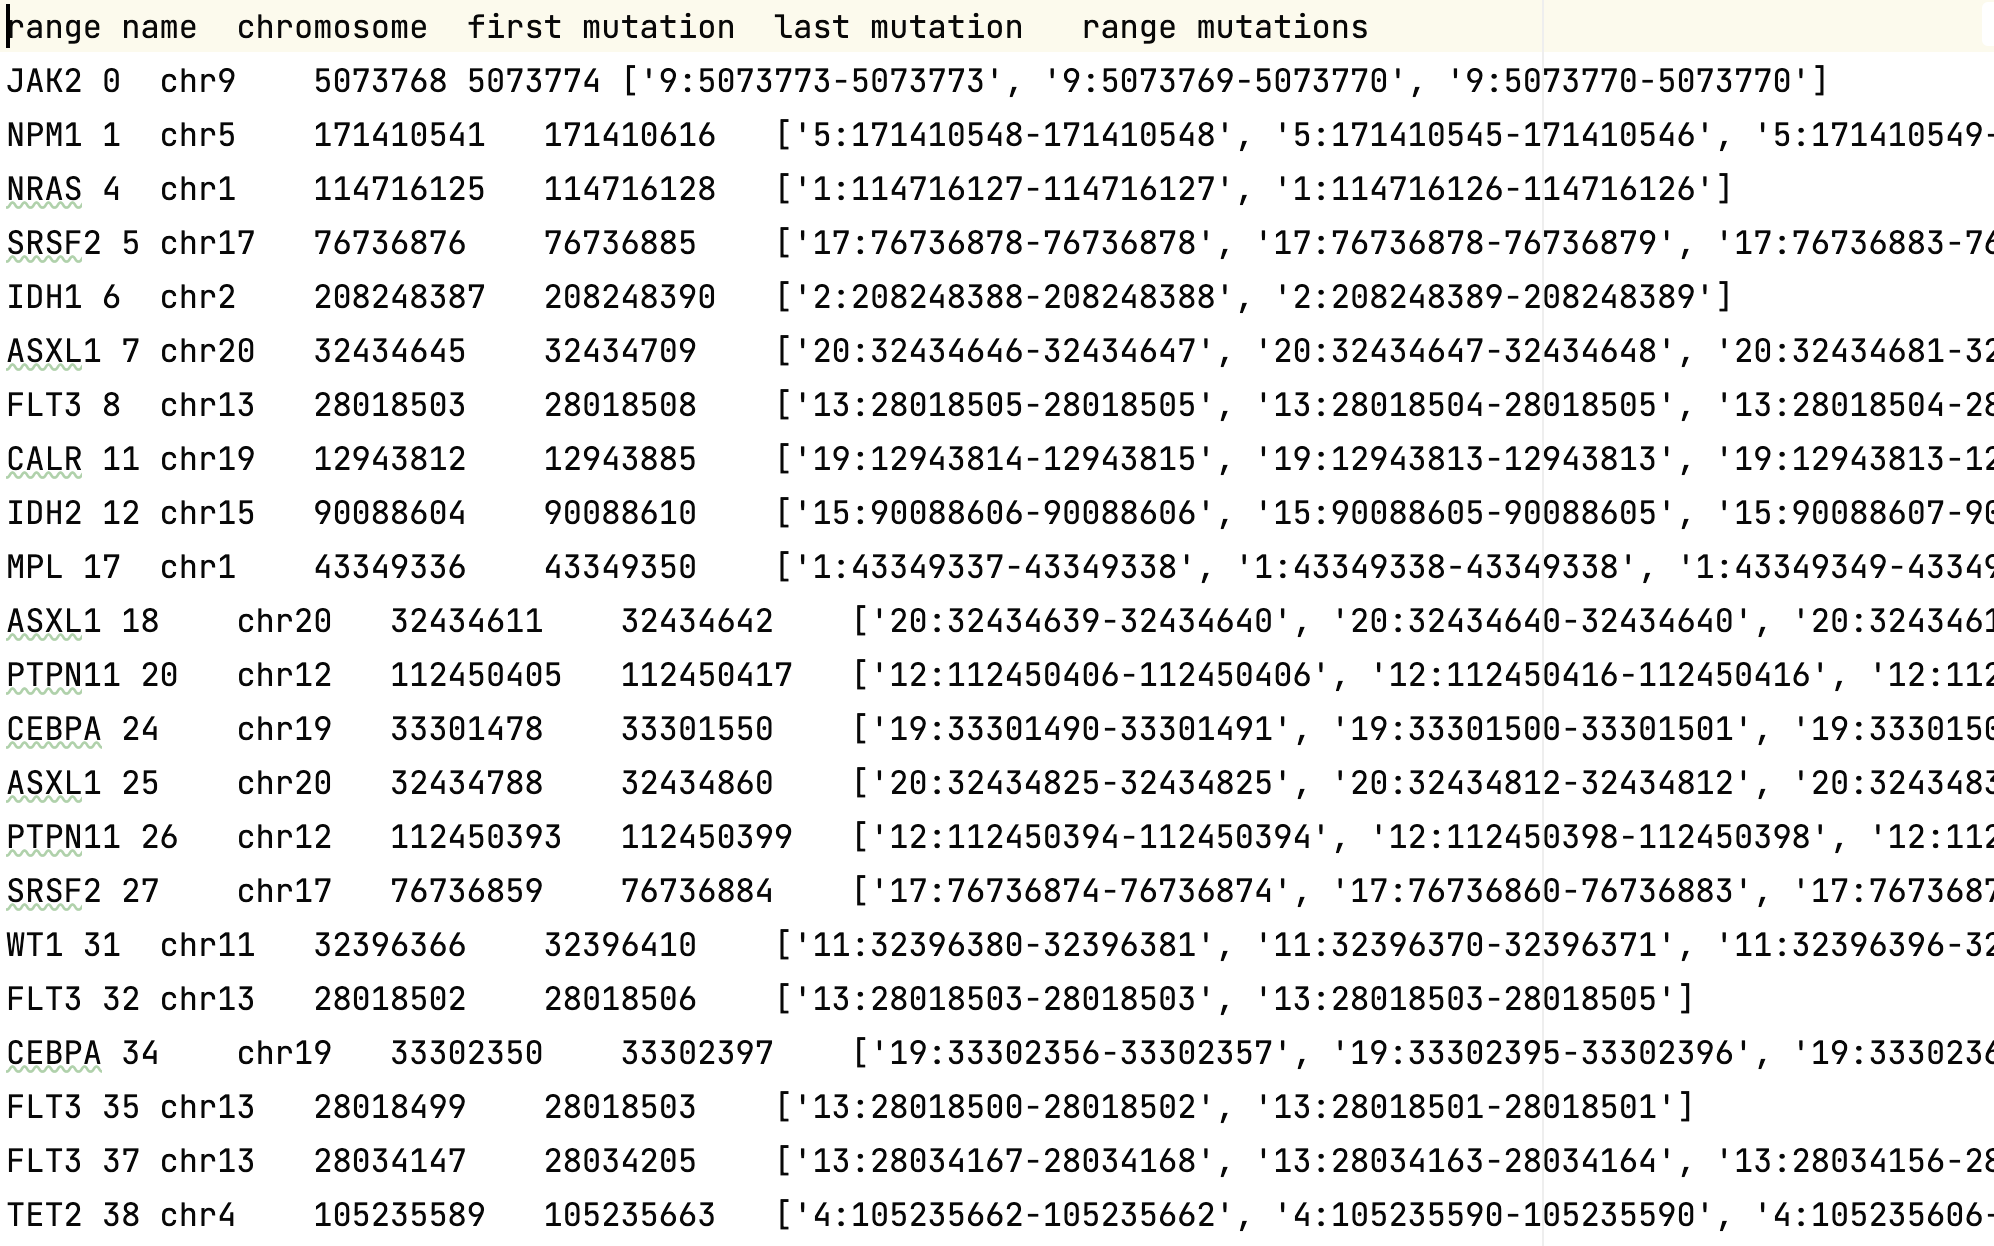 range name	chromosome	first mutation	last mutation	range mutations
JAK2 0	chr9	5073768	5073774	['9:5073773-5073773', '9:5073769-5073770', '9:5073770-5073770']
NPM1 1	chr5	171410541	171410616	['5:171410548-171410548', '5:171410545-171410546', '5:171410549-
NRAS 4	chr1	114716125	114716128	['1:114716127-114716127', '1:114716126-114716126']
SRSF2 5	chr17	76736876	76736885	['17:76736878-76736878', '17:76736878-76736879', '17:76736883-76
IDH1 6	chr2	208248387	208248390	['2:208248388-208248388', '2:208248389-208248389']
ASXL1 7	chr20	32434645	32434709	['20:32434646-32434647', '20:32434647-32434648', '20:32434681-32
FLT3 8	chr13	28018503	28018508	['13:28018505-28018505', '13:28018504-28018505', '13:28018504-28
CALR 11	chr19	12943812	12943885	['19:12943814-12943815', '19:12943813-12943813', '19:12943813-12
IDH2 12	chr15	90088604	90088610	['15:90088606-90088606', '15:90088605-90088605', '15:90088607-90
MPL 17	chr1	43349336	43349350	['1:43349337-43349338', '1:43349338-43349338', '1:43349349-43349
ASXL1 18	chr20	32434611	32434642	['20:32434639-32434640', '20:32434640-32434640', '20:3243461
PTPN11 20	chr12	112450405	112450417	['12:112450406-112450406', '12:112450416-112450416', '12:112
CEBPA 24	chr19	33301478	33301550	['19:33301490-33301491', '19:33301500-33301501', '19:3330150
ASXL1 25	chr20	32434788	32434860	['20:32434825-32434825', '20:32434812-32434812', '20:3243483
PTPN11 26	chr12	112450393	112450399	['12:112450394-112450394', '12:112450398-112450398', '12:112
SRSF2 27	chr17	76736859	76736884	['17:76736874-76736874', '17:76736860-76736883', '17:7673687
WT1 31	chr11	32396366	32396410	['11:32396380-32396381', '11:32396370-32396371', '11:32396396-32
FLT3 32	chr13	28018502	28018506	['13:28018503-28018503', '13:28018503-28018505']
CEBPA 34	chr19	33302350	33302397	['19:33302356-33302357', '19:33302395-33302396', '19:3330236
FLT3 35	chr13	28018499	28018503	['13:28018500-28018502', '13:28018501-28018501']
FLT3 37	chr13	28034147	28034205	['13:28034167-28034168', '13:28034163-28034164', '13:28034156-28
TET2 38	chr4	105235589	105235663	['4:105235662-105235662', '4:105235590-105235590', '4:105235606-